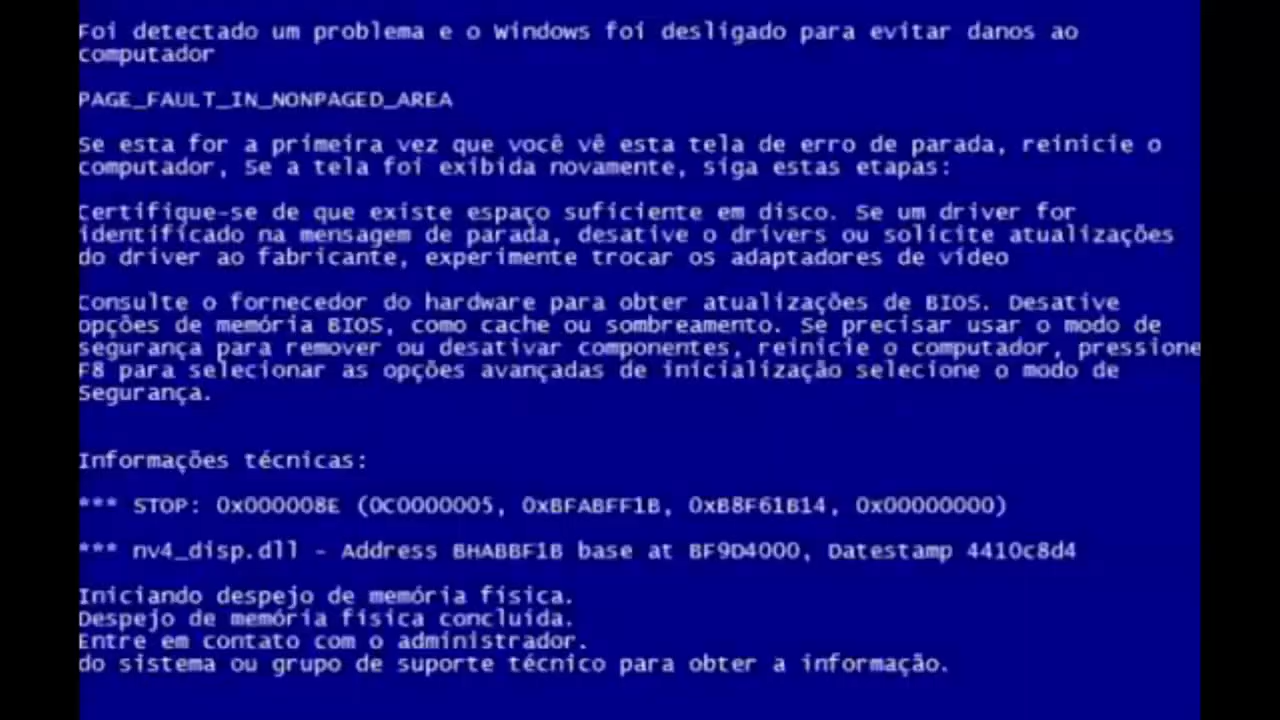 Foi detectado um problema e o Windows foi desligado para evitar danos ao
computador
PAGE_FAULT_IN_NONPAGED_AREA
Se esta for a primeira vez que você vê esta tela de erro de parada, reinicie o
computador, Se a tela foi exibida novamente, siga estas etapas:
Certifique-se de que existe espaço suficiente em disco. Se um driver for
identificado na mensagem de parada, desative o drivers ou solicite atualizações
do driver ao fabricante, experimente trocar os adaptadores de vídeo
Consulte o fornecedor do hardware para obter atualizações de BIOS. Desative
opções de memória BIOS, como cache ou sombreamento. Se precisar usar o modo de
segurança para remover ou desativar componentes, reinicie o computador, pressione
F8 para selecionar as opções avançadas de inicialização selecione o modo de
Segurança.
Informações técnicas:
*** STOP: 0x000008E (0C0000005, 0xBFABFF1B, 0xB8F61B14, 0x00000000)
*** nv4_disp.dll - Address BHABBF1B base at BF9D4000, Datestamp 4410c8d4
Iniciando despejo de memória física.
Despejo de memória física concluída.
Entre em contato com o administrador.
do sistema ou grupo de suporte técnico para obter a informação.